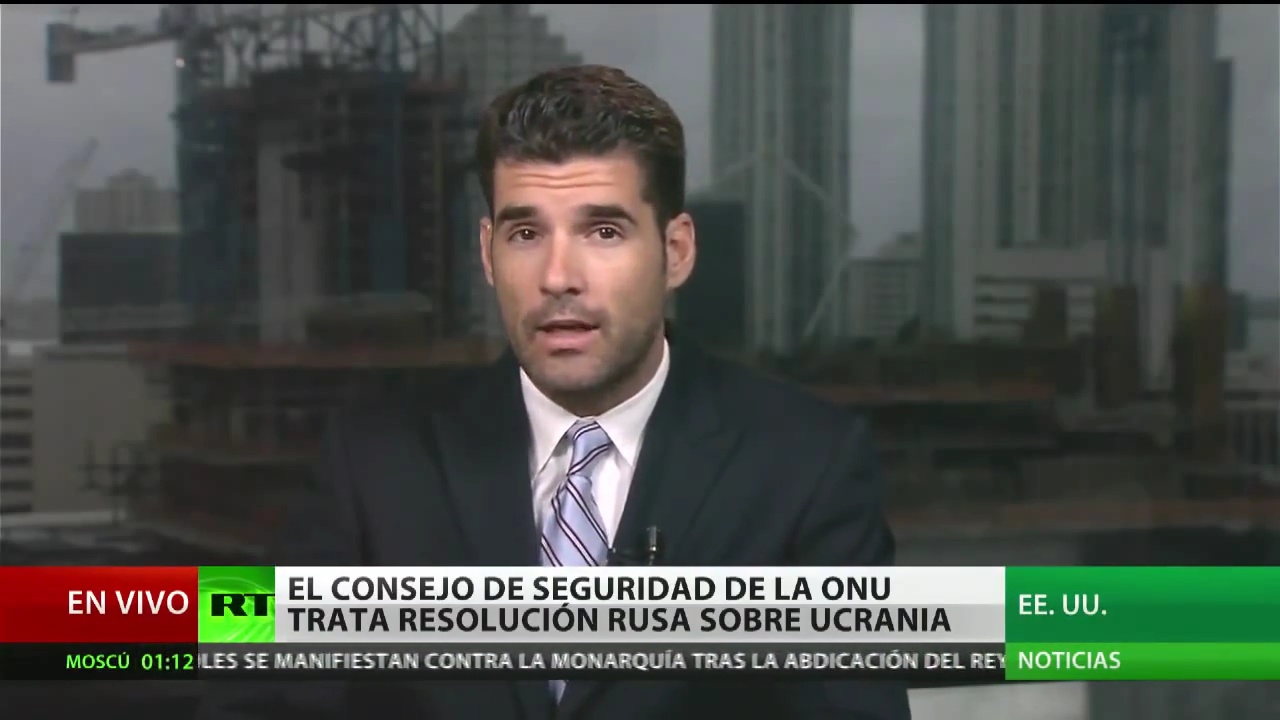 EN VIVO
RT
EL CONSEJO DE SEGURIDAD DE LA ONU
TRATA RESOLUCIÓN RUSA SOBRE UCRANIA
EE. UU.
MOSCÚ 01:12
SE MANIFIESTAN CONTRA LA MONARQUÍA TRAS LA ABDICACIÓN DEL REY
NOTICIAS